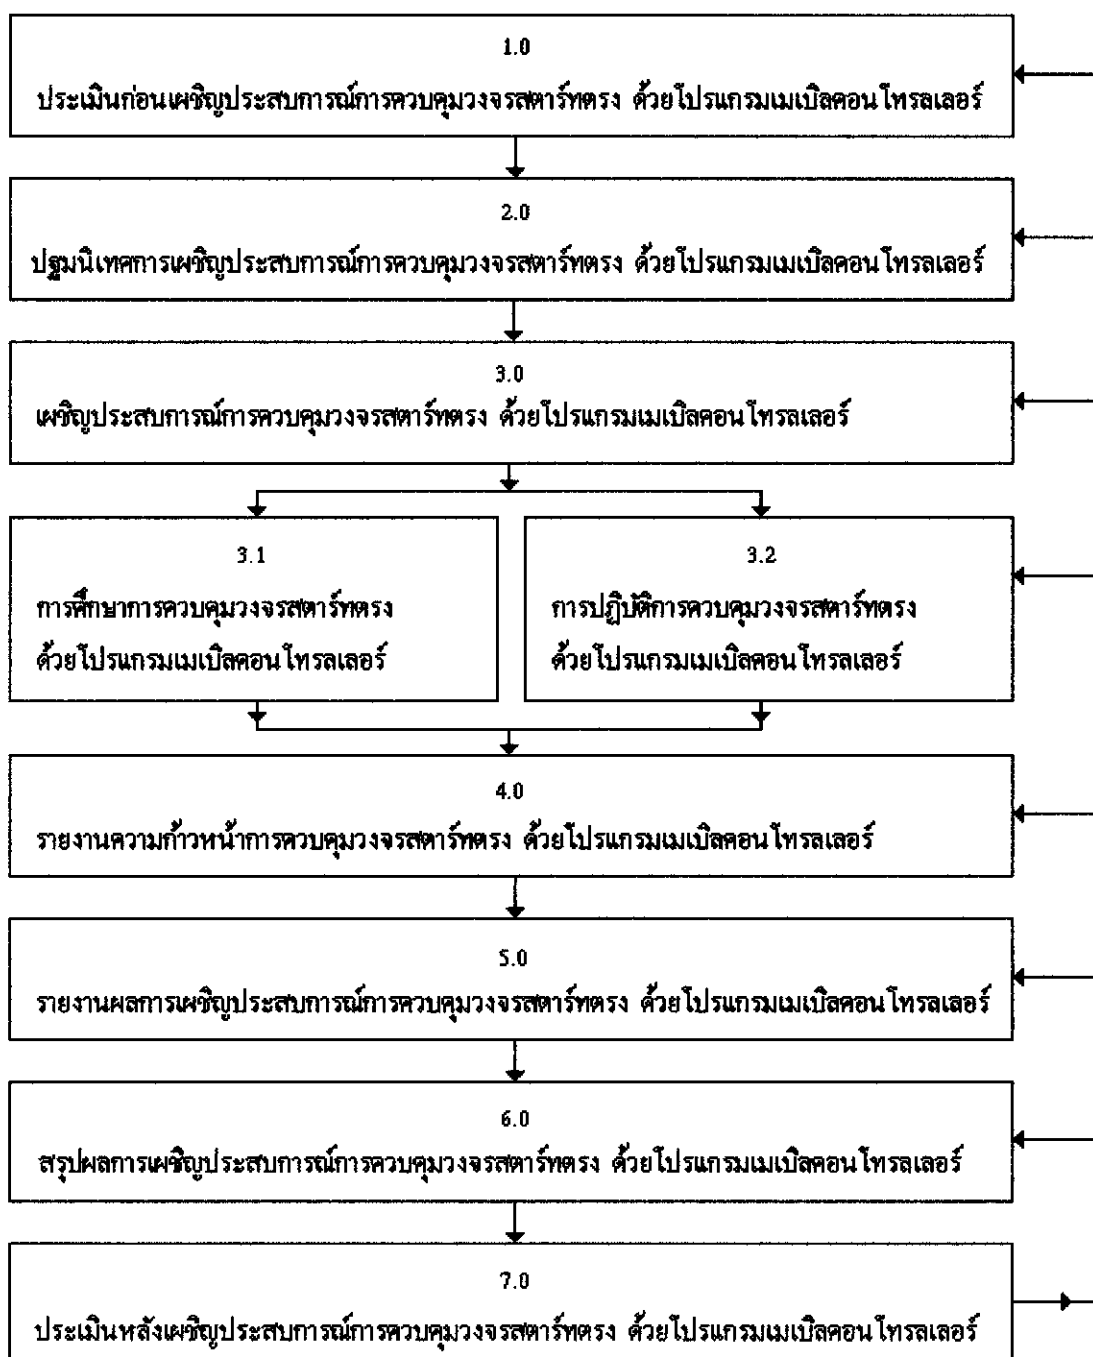 1.0
ประเมินก่อนเผชิญประสบการณ์การควบคุมวงจรสตาร์ทตรง ด้วยโปรแกรมเมเบิลคอนโทรลเลอร์
2.0
ปฐมนิเทศการเผชิญประสบการณ์การควบคุมวงจรสตาร์ทตรง ด้วยโปรแกรมเมเบิลคอนโทรลเลอร์
3.0
เผชิญประสบการณ์การควบคุมวงจรสตาร์ทตรง ด้วยโปรแกรมเมเบิลคอนโทรลเลอร์
3.1
การศึกษาการควบคุมวงจรสตาร์ทตรง
ด้วยโปรแกรมเมเบิลคอนโทรลเลอร์
3.2
การปฏิบัติการควบคุมวงจรสตาร์ทตรง
ด้วยโปรแกรมเมเบิลคอนโทรลเลอร์
4.0
รายงานความก้าวหน้าการควบคุมวงจรสตาร์ทตรง ด้วยโปรแกรมเมเบิลคอนโทรลเลอร์
5.0
รายงานผลการเผชิญประสบการณ์การควบคุมวงจรสตาร์ทตรง ด้วยโปรแกรมเมเบิลคอนโทรลเลอร์
6.0
สรุปผลการเผชิญประสบการณ์การควบคุมวงจรสตาร์ทตรง ด้วยโปรแกรมเมเบิลคอนโทรลเลอร์
7.0
ประเมินหลังเผชิญประสบการณ์การควบคุมวงจรสตาร์ทตรง ด้วยโปรแกรมเมเบิลคอนโทรลเลอร์